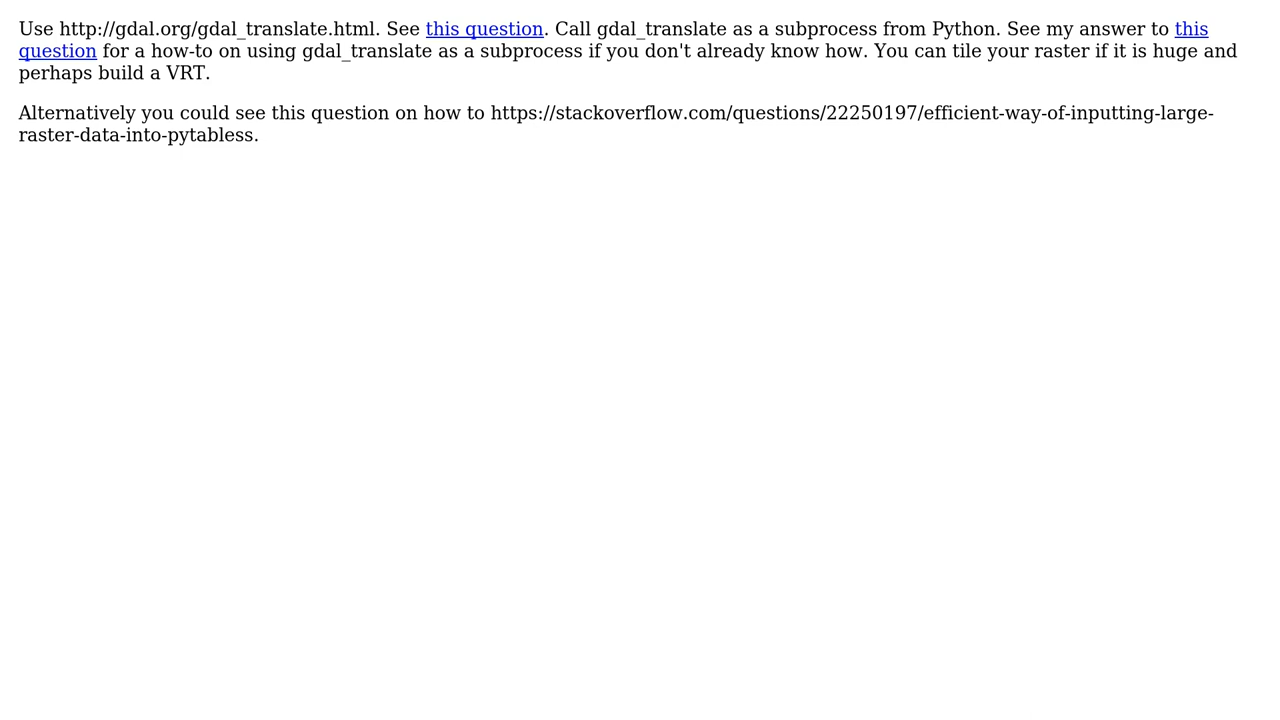 Use http://gdal.org/gdal_translate.html. See this question. Call gdal_translate as a subprocess from Python. See my answer to this
question for a how-to on using gdal_translate as a subprocess if you don't already know how. You can tile your raster if it is huge and
perhaps build a VRT.
Alternatively you could see this question on how to https://stackoverflow.com/questions/22250197/efficient-way-of-inputting-large-
raster-data-into-pytabless.